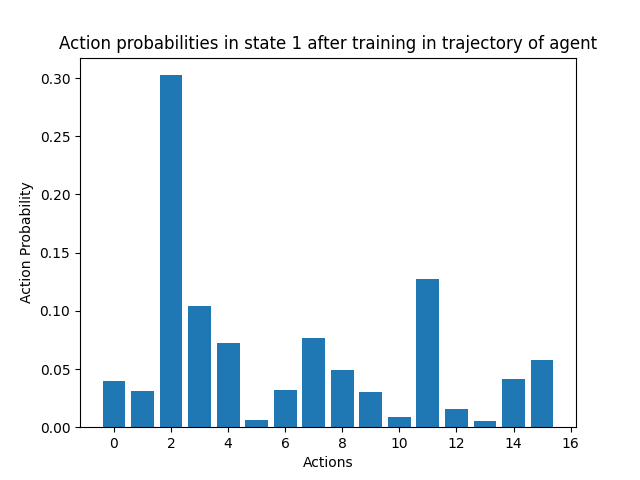 Action probabilities in state 1 after training in trajectory of agent
0.30
0.25
0.20
0.15
0.10
0.05
0.00
Action Probability
0 2 4 6 8 10 12 14 16
Actions